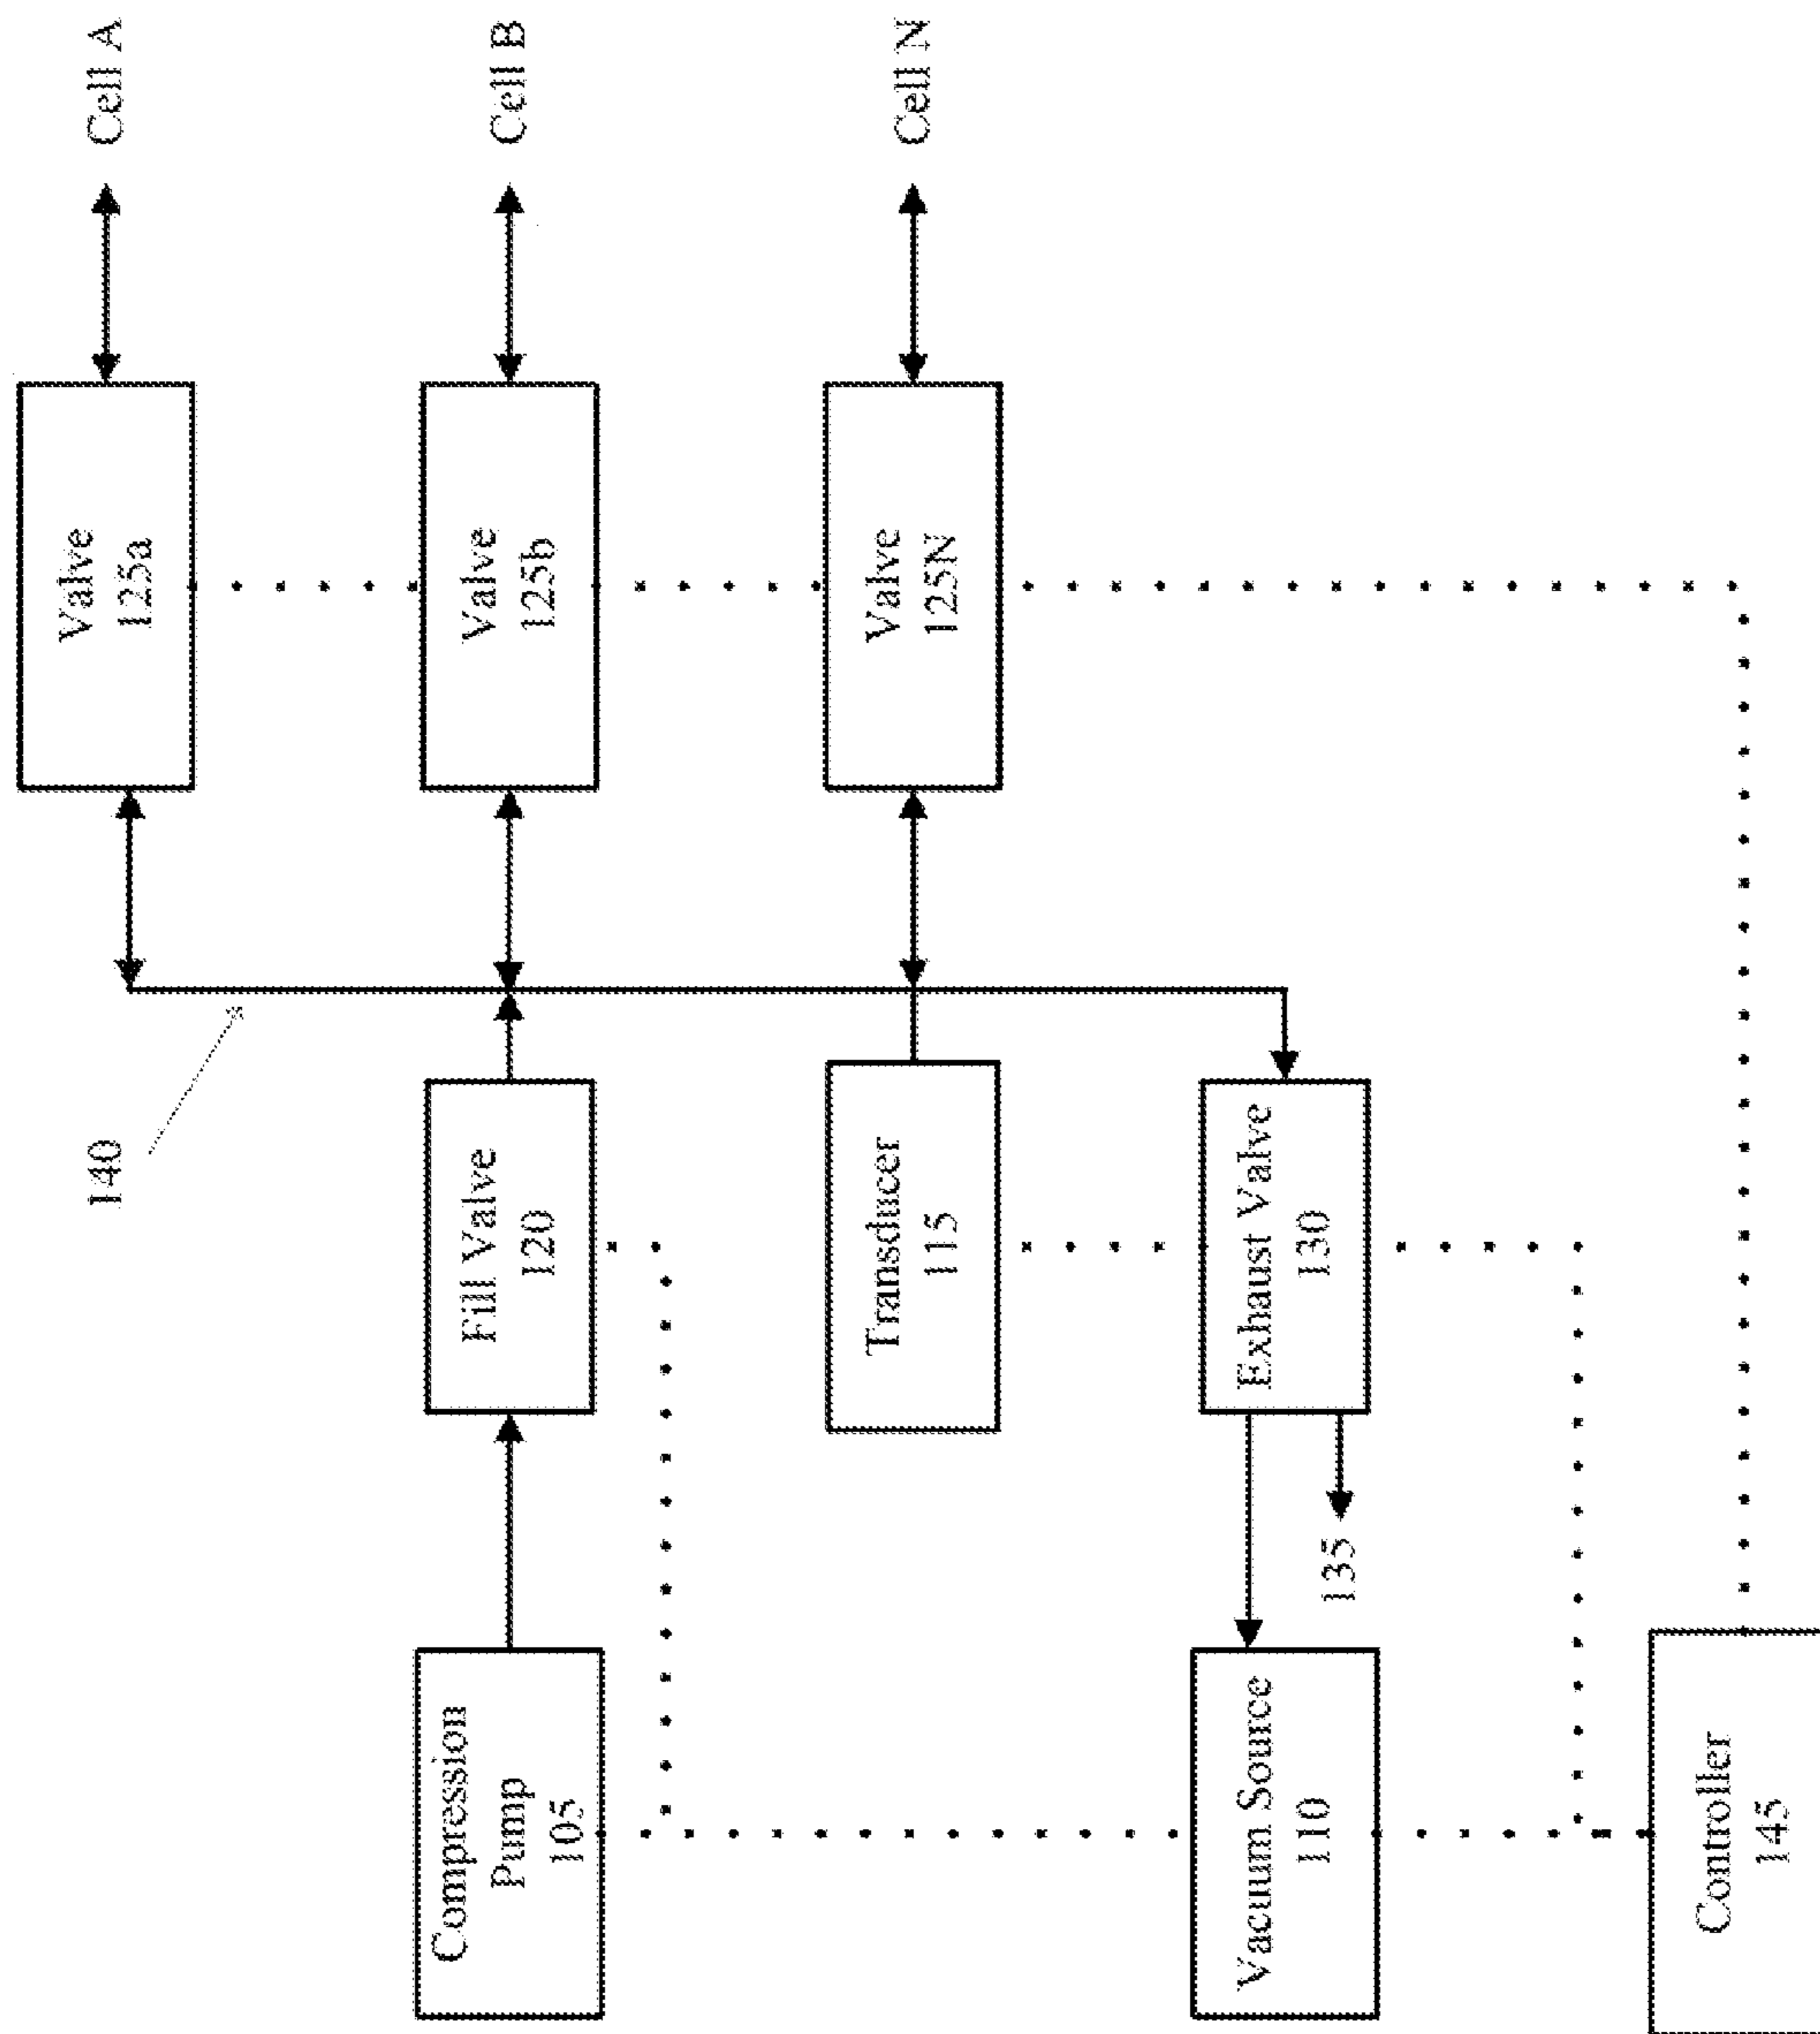 Valve
125a
Cell A
140
Compression
Pump
105
Fill Valve
120
Valve
125b
Cell B
Transducer
115
Valve
125N
Cell N
Vacuum Source
110
135
Exhaust Valve
130
Controller
145